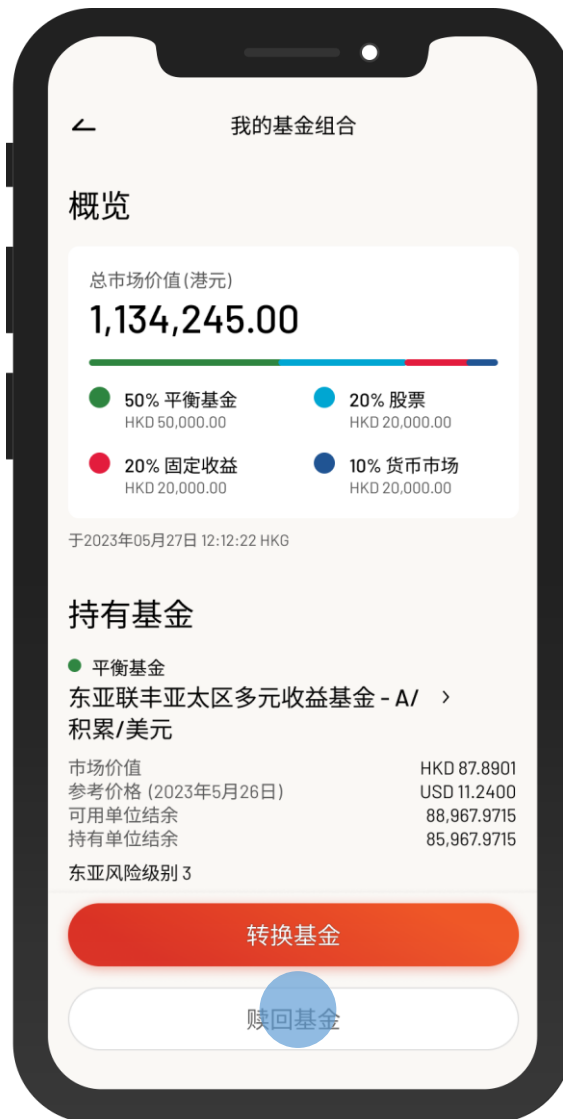 我的基金组合
概览
总市场价值(港元)
1,134,245.00
50% 平衡基金
HKD 50,000.00
20% 股票
HKD 20,000.00
20% 固定收益
HKD 20,000.00
10% 货币市场
HKD 20,000.00
于2023年05月27日 12:12:22 HKG
持有基金
平衡基金
东亚联丰亚太区多元收益基金 - A/
积累/美元
市场价值 HKD 87.8901
参考价格 (2023年5月26日) USD 11.2400
可用单位结余 88,967.9715
持有单位结余 85,967.9715
东亚风险级别 3
转换基金
赎回基金